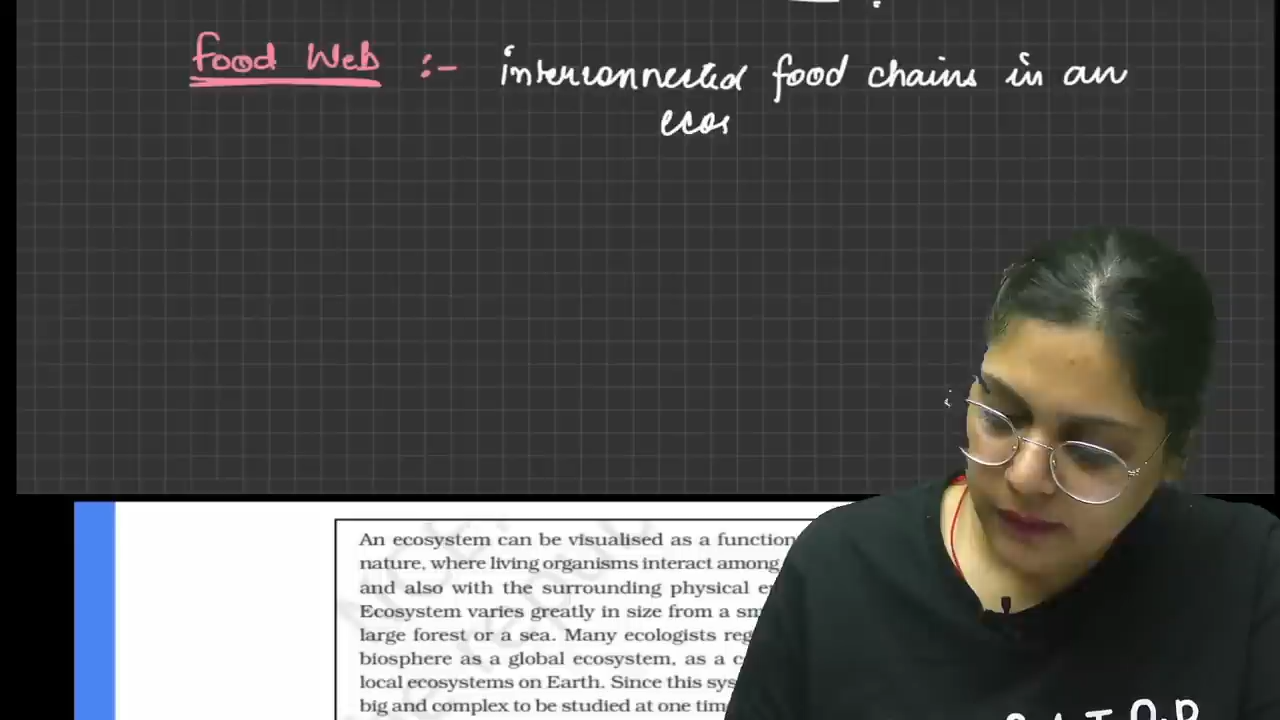 Food Web :- interconnected food chains in an
ecos
An ecosystem can be visualised as a function
nature, where living organisms interact among
and also with the surrounding physical e
Ecosystem varies greatly in size from a sm
large forest or a sea. Many ecologists reg
biosphere as a global ecosystem, as a c
local ecosystems on Earth. Since this sys
big and complex to be studied at one tim